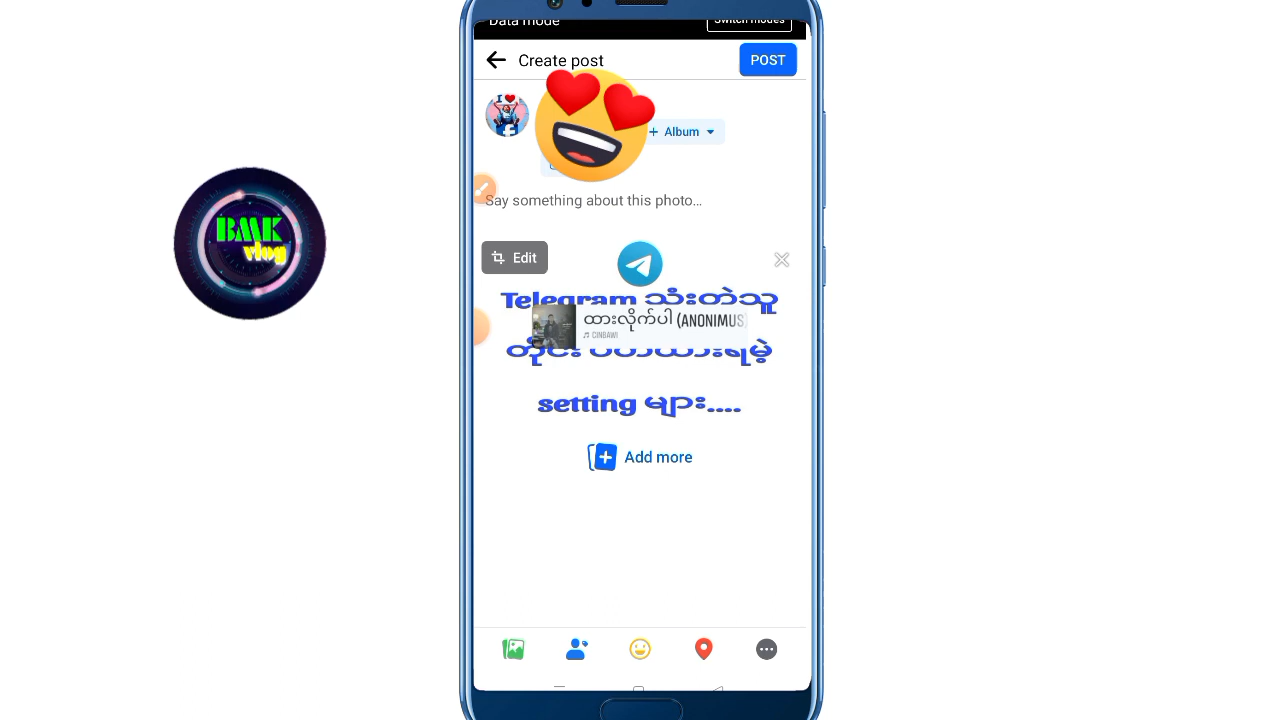 Data mode
Switch modes
Create post
POST
I
f
+ Album
Say something about this photo...
BMK
vlog
Edit
Telegram သုံးတဲ့သူ
ထားလိုက်ပါ (ANONIMUS)
CINBAWI
setting များ....
Add more